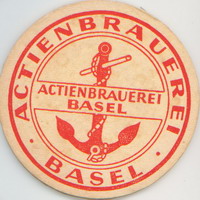 ACTIENBRAUEREI
ACTIENBRAUEREI
BASEL
· BASEL ·